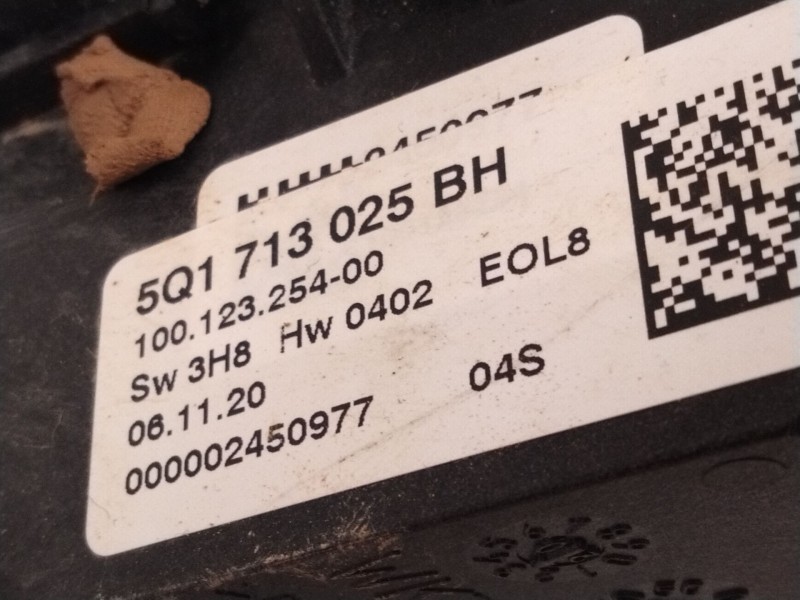 5Q1 713 025 BH
100.123.254-00
Sw 3H8 Hw 0402 EOL8
06.11.20 04S
000002450977